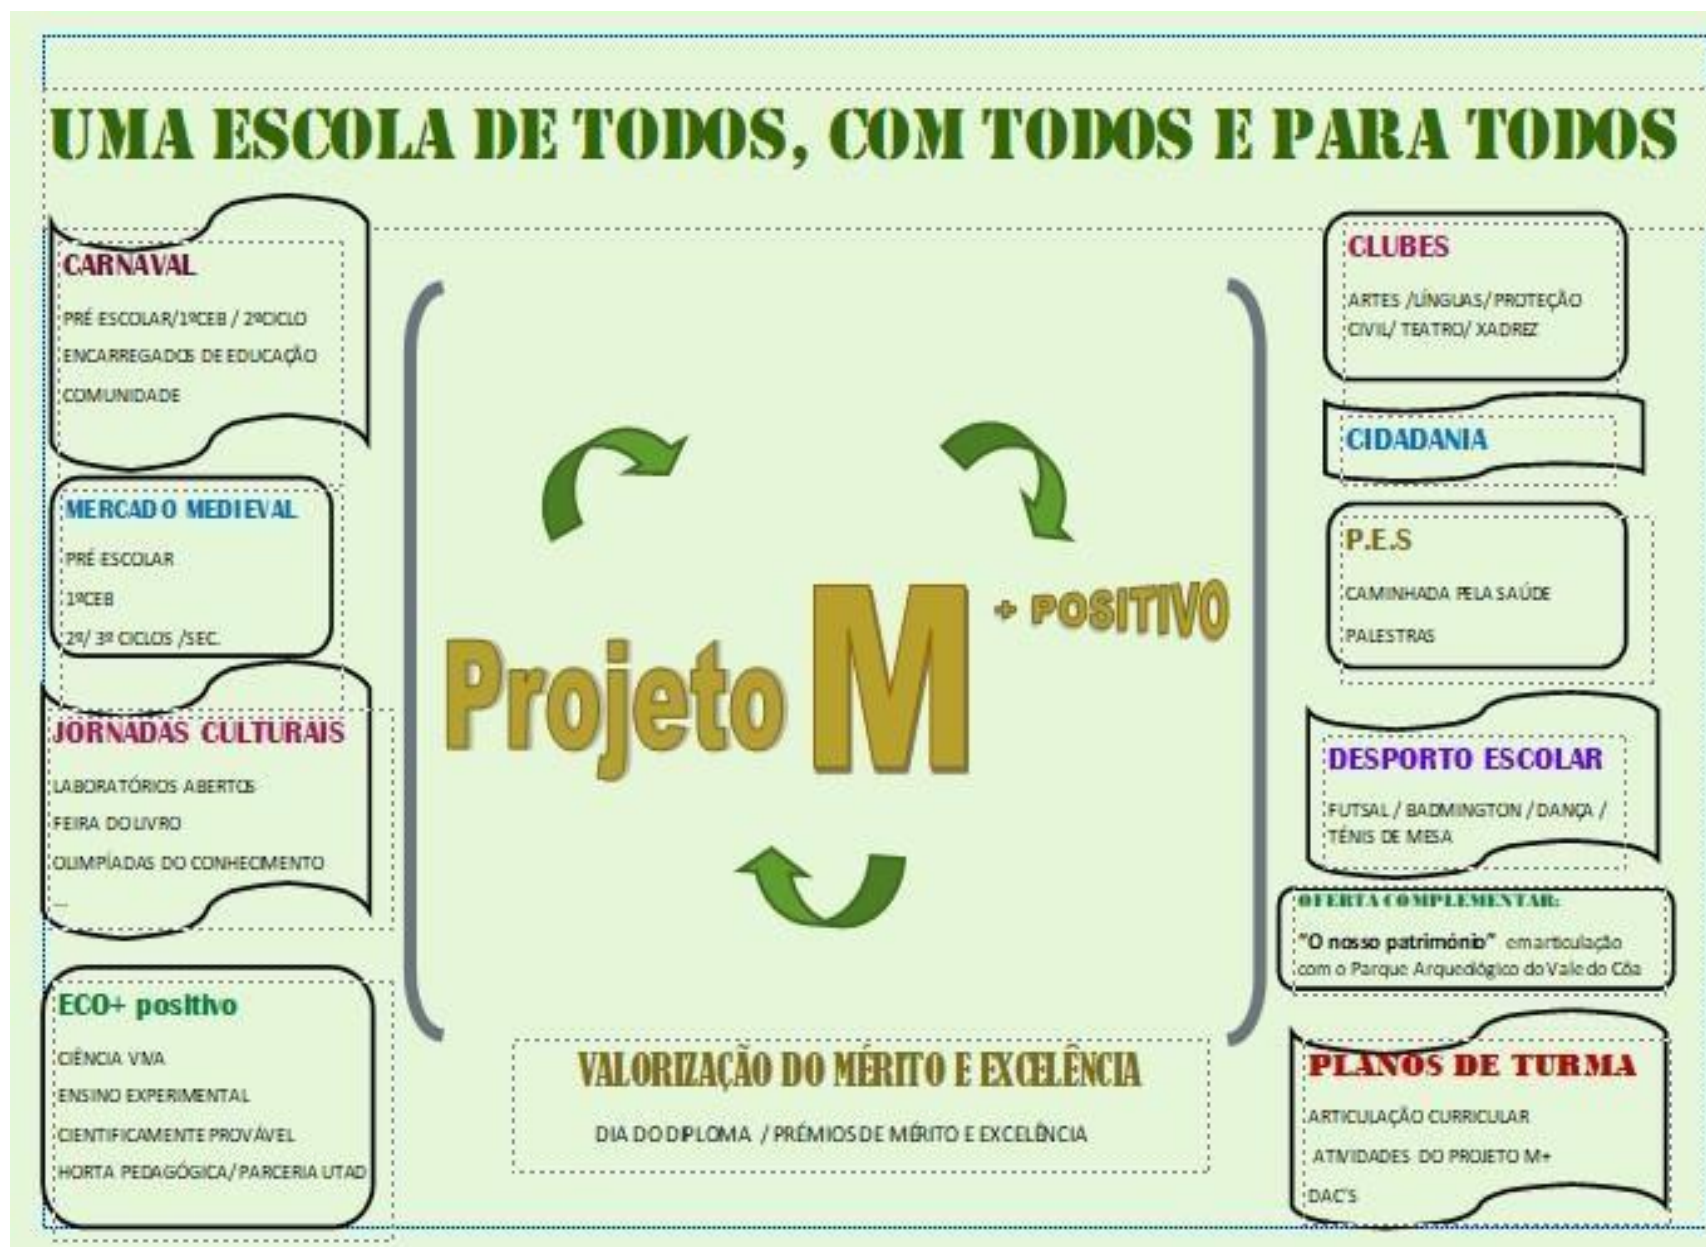 UMA ESCOLA DE TODOS, COM TODOS E PARA TODOS
CARNAVAL
PRÉ ESCOLAR/1ºCEB / 2ºCICLO
ENCARREGADOS DE EDUCAÇÃO
COMUNIDADE
MERCADO MEDIEVAL
PRÉ ESCOLAR
1ºCEB
2º/ 3º CICLOS /SEC.
JORNADAS CULTURAIS
LABORATÓRIOS ABERTOS
FEIRA DO LIVRO
OLIMPÍADAS DO CONHECIMENTO
...
ECO+ positivo
CIÊNCIA VIVA
ENSINO EXPERIMENTAL
CIENTIFICAMENTE PROVÁVEL
HORTA PEDAGÓGICA/ PARCERIA UTAD
Projeto M + POSITIVO
VALORIZAÇÃO DO MÉRITO E EXCELÊNCIA
DIA DO DIPLOMA / PRÉMIOS DE MÉRITO E EXCELÊNCIA
CLUBES
ARTES /LÍNGUAS/ PROTEÇÃO
CIVIL/ TEATRO/ XADREZ
CIDADANIA
P.E.S
CAMINHADA PELA SAÚDE
PALESTRAS
DESPORTO ESCOLAR
FUTSAL / BADMINGTON / DANÇA /
TÉNIS DE MESA
OFERTA COMPLEMENTAR:
"O nosso património" em articulação
com o Parque Arqueológico do Vale do Côa
PLANOS DE TURMA
ARTICULAÇÃO CURRICULAR
ATIVIDADES DO PROJETO M+
DAC'S